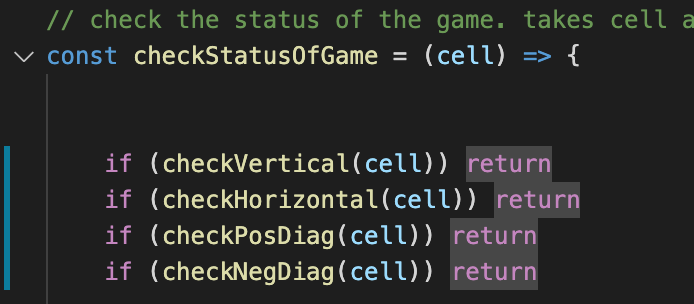 // check the status of the game. takes cell a
const checkStatusOfGame = (cell) => {
if (checkVertical(cell)) return
if (checkHorizontal(cell)) return
if (checkPosDiag(cell)) return
if (checkNegDiag(cell)) return